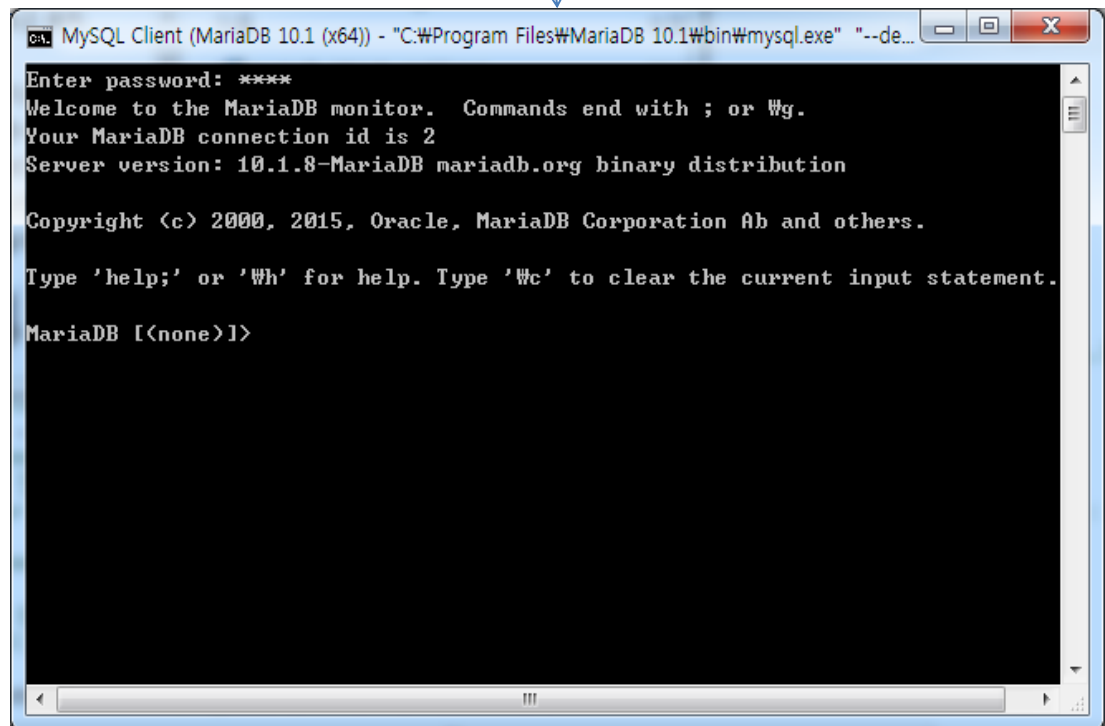 MySQL Client (MariaDB 10.1 (x64)) - "C:₩Program Files₩MariaDB 10.1₩bin₩mysql.exe" "--de...
Enter password: ****
Welcome to the MariaDB monitor.  Commands end with ; or ₩g.
Your MariaDB connection id is 2
Server version: 10.1.8-MariaDB mariadb.org binary distribution
Copyright (c) 2000, 2015, Oracle, MariaDB Corporation Ab and others.
Type 'help;' or '₩h' for help. Type '₩c' to clear the current input statement.
MariaDB [(none)]>